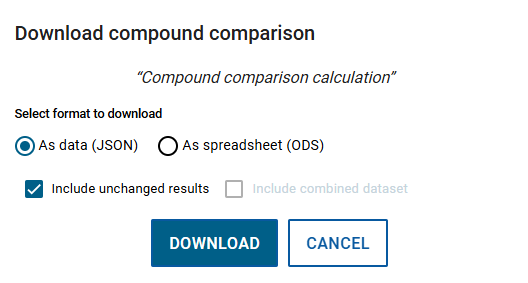 Download compound comparison
“Compound comparison calculation”
Select format to download
As data (JSON) As spreadsheet (ODS)
Include unchanged results Include combined dataset
DOWNLOAD CANCEL